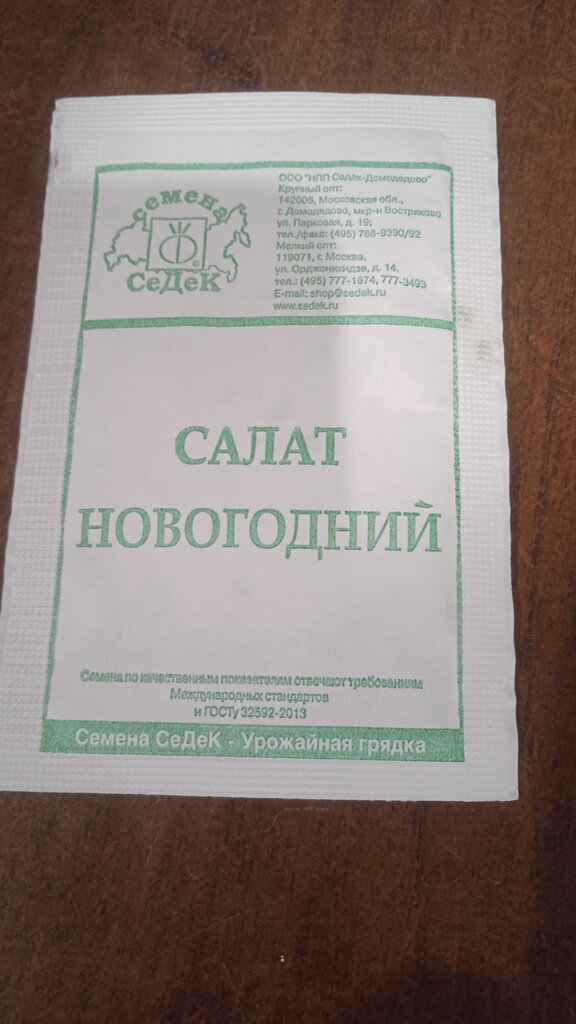 семена
СеДеК
ООО "НПП Седек-Домодедово"
Крупный опт:
142006, Московская обл.,
г. Домодедово, мкр-н Востряково
ул. Парковая, д. 19;
тел./факс: (495) 788-9390/92
Мелкий опт:
119071, г. Москва,
ул. Орджоникидзе, д. 14,
тел.: (495) 777-1874, 777-3493
E-mail: shop@sedek.ru
www.sedek.ru
САЛАТ
НОВОГОДНИЙ
Семена по качественным показателям отвечают требованиям
Международных стандартов
и ГОСТу 32592-2013
Семена СеДеК - Урожайная грядка